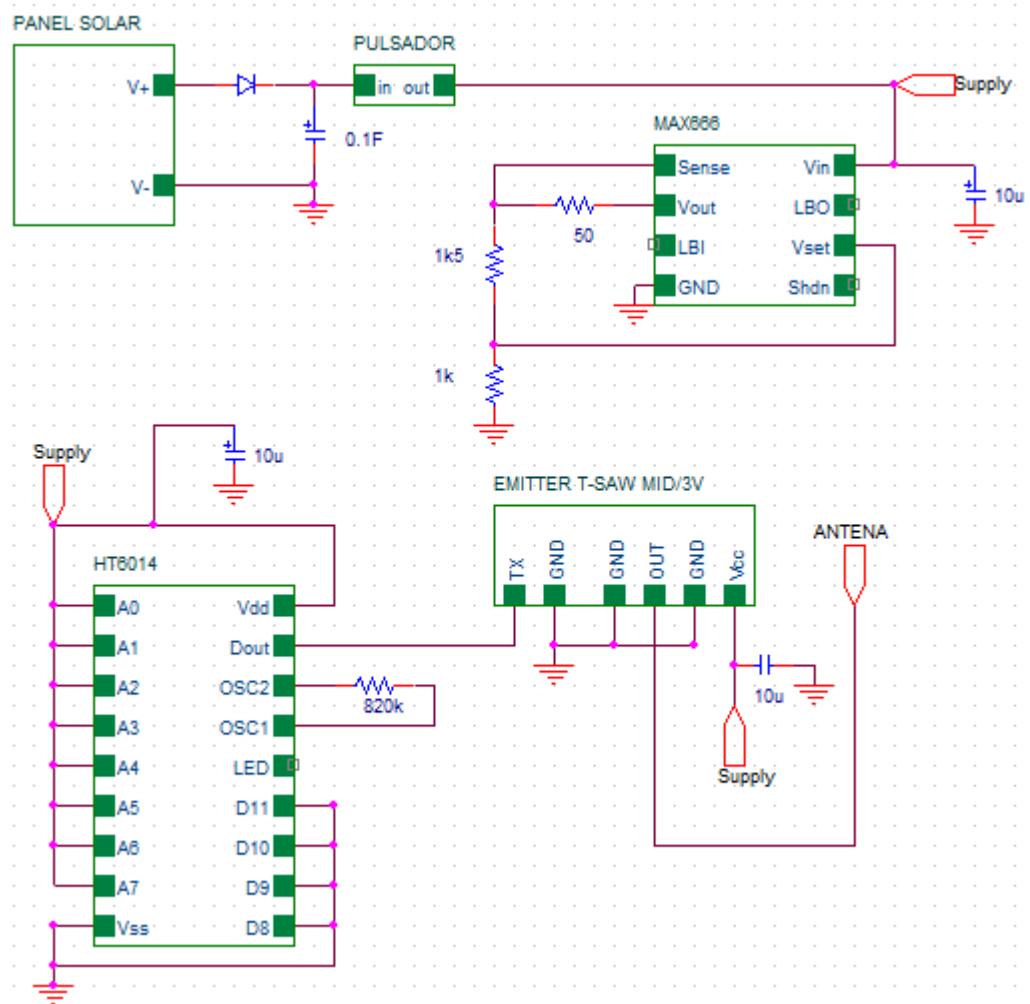 PANEL SOLAR
V+
V-
0.1F
PULSADOR
in out
Supply
MAX666
Sense
Vout
LBI
GND
Vin
LBO
Vset
Shdn
10u
50
1k5
1k
Supply
10u
HT6014
A0
A1
A2
A3
A4
A5
A6
A7
Vss
Vdd
Dout
OSC2
OSC1
LED
D11
D10
D9
D8
820k
EMITTER T-SAW MID/3V
TX
GND
GND
OUT
GND
Vcc
10u
Supply
ANTENA